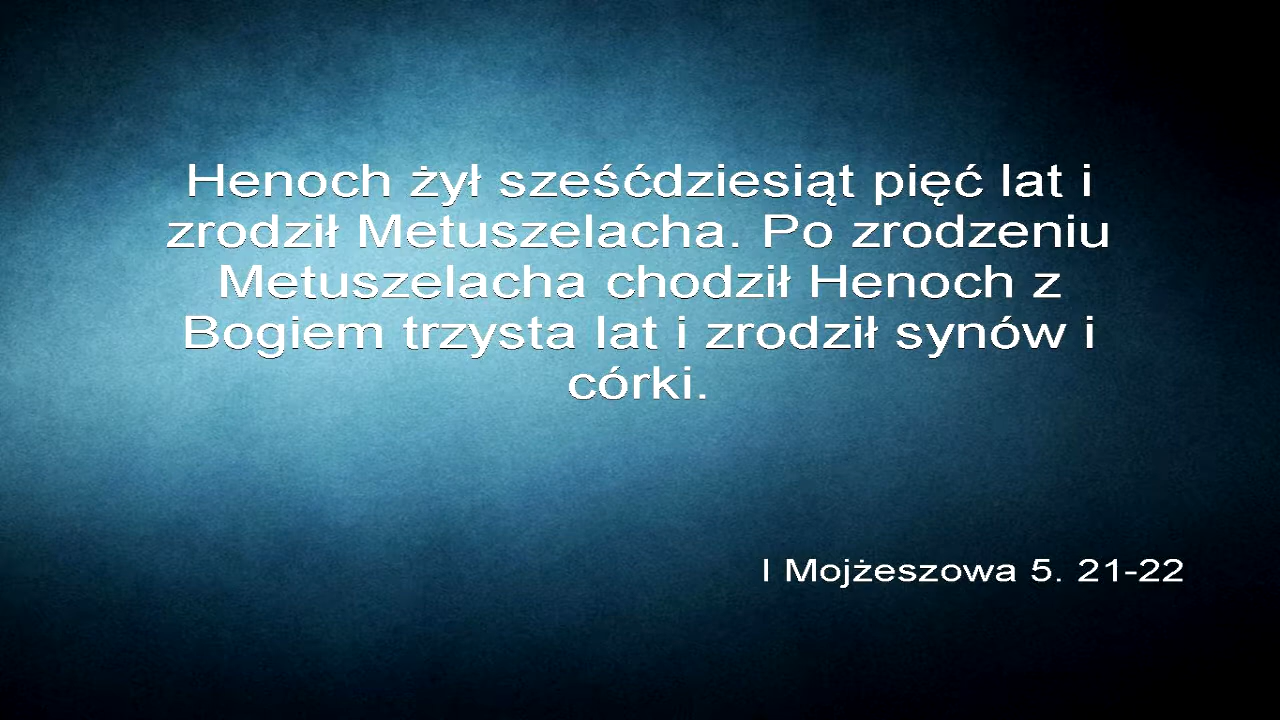 Henoch żył sześćdziesiąt pięć lat i
zrodził Metuszelacha. Po zrodzeniu
Metuszelacha chodził Henoch z
Bogiem trzysta lat i zrodził synów i
córki.
I Mojżeszowa 5. 21-22